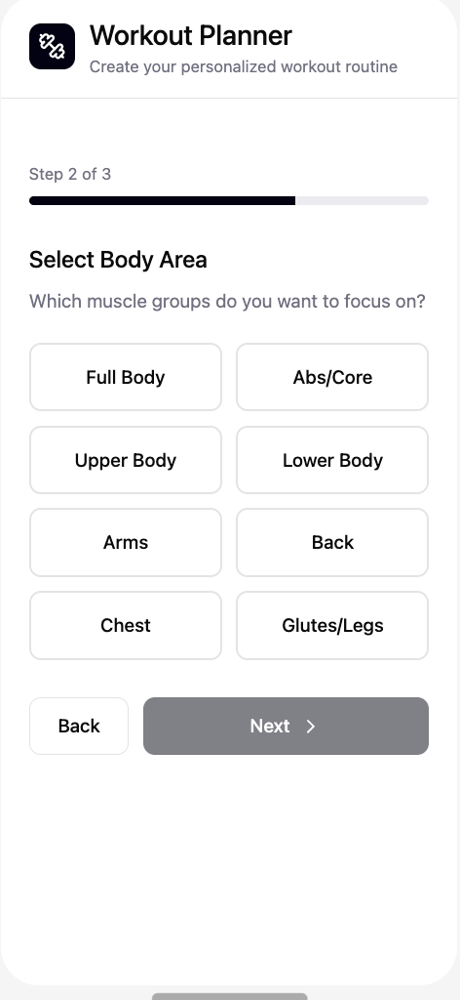 Workout Planner
Create your personalized workout routine
Step 2 of 3
Select Body Area
Which muscle groups do you want to focus on?
Full Body
Abs/Core
Upper Body
Lower Body
Arms
Back
Chest
Glutes/Legs
Back
Next